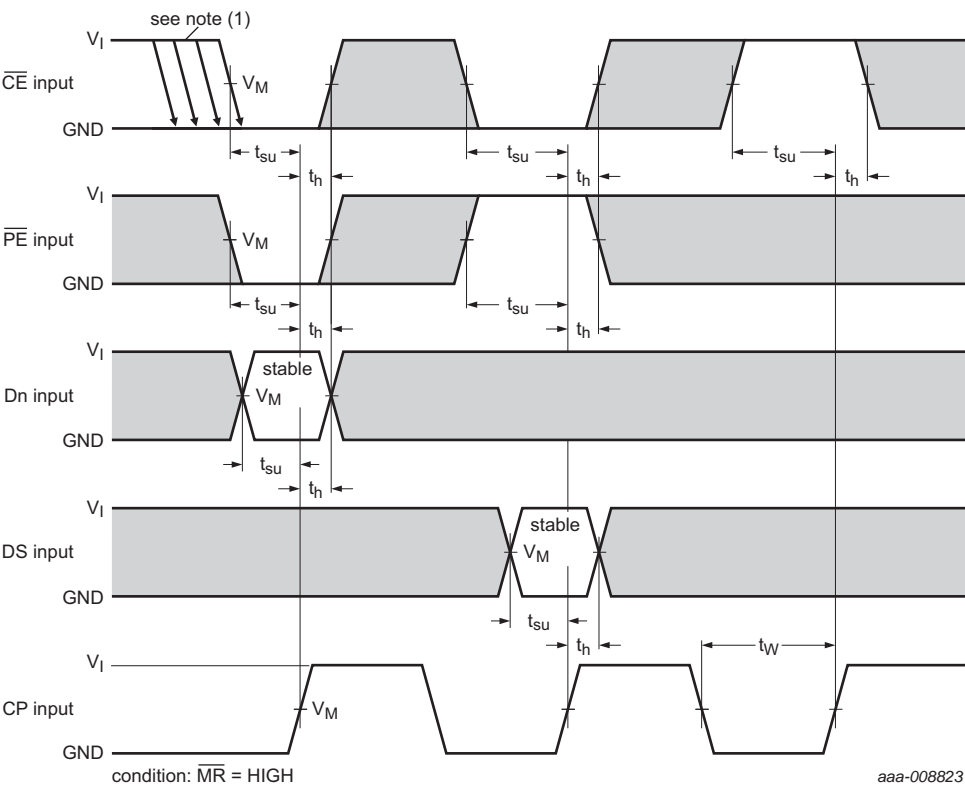 see note (1)
VI
CE input
VM
GND
tsu tsu tsu
th th th
VI
PE input
VM
GND
tsu tsu
th th
VI
stable
Dn input
VM
GND
tsu
th
VI
stable
DS input
VM
GND
tsu
th
tW
VI
CP input
VM
GND
condition: MR = HIGH
aaa-008823